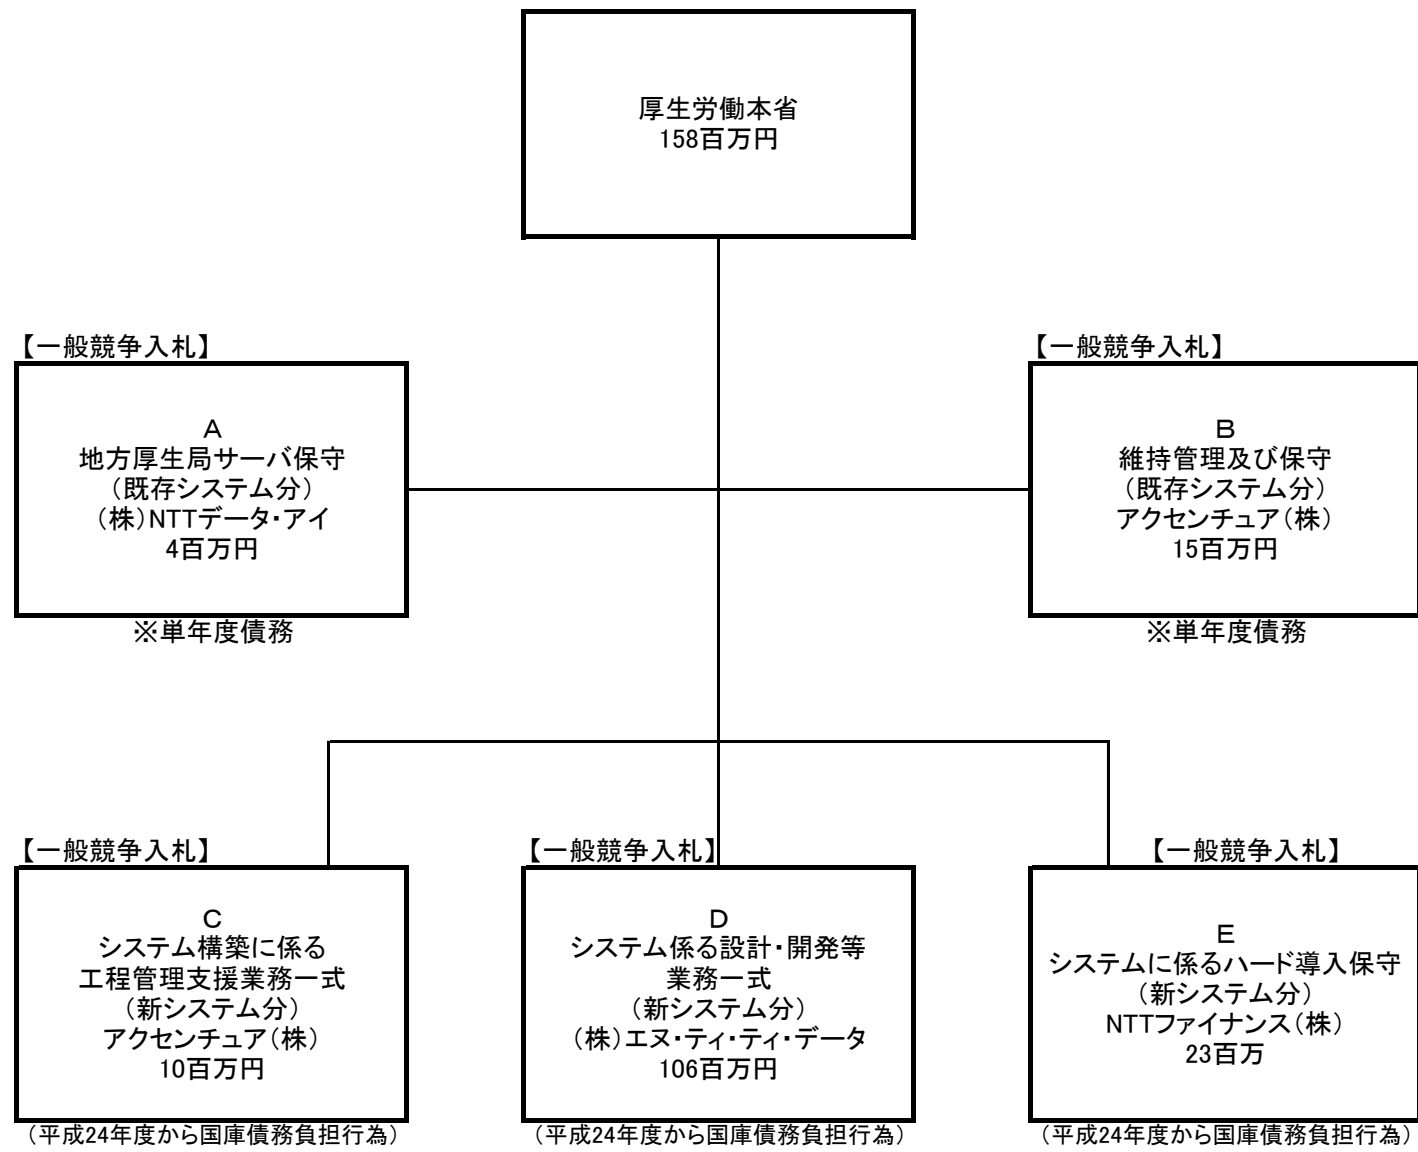 厚生労働本省
158百万円
【一般競争入札】
【一般競争入札】
A
地方厚生局サーバ保守
(既存システム分)
(株)NTTデータ・アイ
4百万円
B
維持管理及び保守
(既存システム分)
アクセンチュア(株)
15百万円
※単年度債務
※単年度債務
【一般競争入札】
【一般競争入札】
【一般競争入札】
C
システム構築に係る
工程管理支援業務一式
(新システム分)
アクセンチュア(株)
10百万円
D
システム係る設計・開発等
業務一式
(新システム分)
(株)エヌ・ティ・ティ・データ
106百万円
E
システムに係るハード導入保守
(新システム分)
NTTファイナンス(株)
23百万
(平成24年度から国庫債務負担行為)
(平成24年度から国庫債務負担行為)
(平成24年度から国庫債務負担行為)